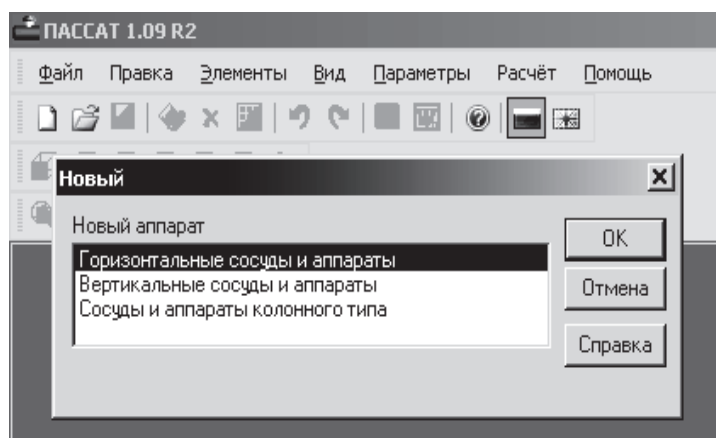 ПАССАТ 1.09 R2
Файл Правка Элементы Вид Параметры Расчёт Помощь
Новый
Новый аппарат
Горизонтальные сосуды и аппараты
Вертикальные сосуды и аппараты
Сосуды и аппараты колонного типа
ОК
Отмена
Справка